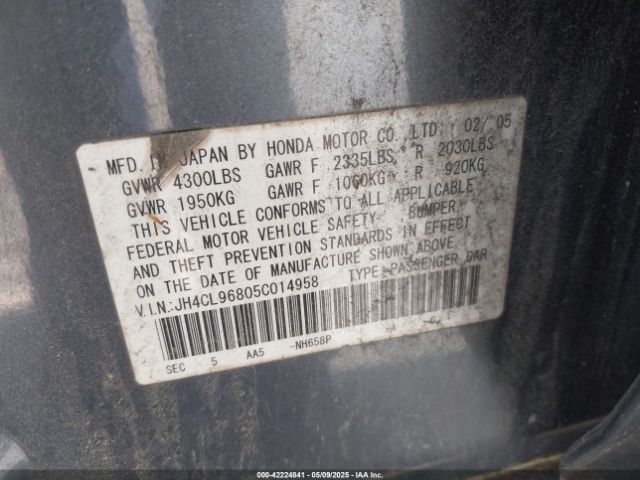 MFD. IN JAPAN BY HONDA MOTOR CO., LTD. 02/'05
GVWR 4300LBS GAWR F 2335LBS R 2030LBS
GVWR 1950KG GAWR F 1060KG R 920KG
THIS VEHICLE CONFORMS TO ALL APPLICABLE
FEDERAL MOTOR VEHICLE SAFETY, BUMPER,
AND THEFT PREVENTION STANDARDS IN EFFECT
ON THE DATE OF MANUFACTURE SHOWN ABOVE.
V.I.N.:JH4CL96805C014958 TYPE:PASSENGER CAR
SEC 5 AA5 -NH658P -A
000-42224841 - 05/09/2025 - IAAI.COM